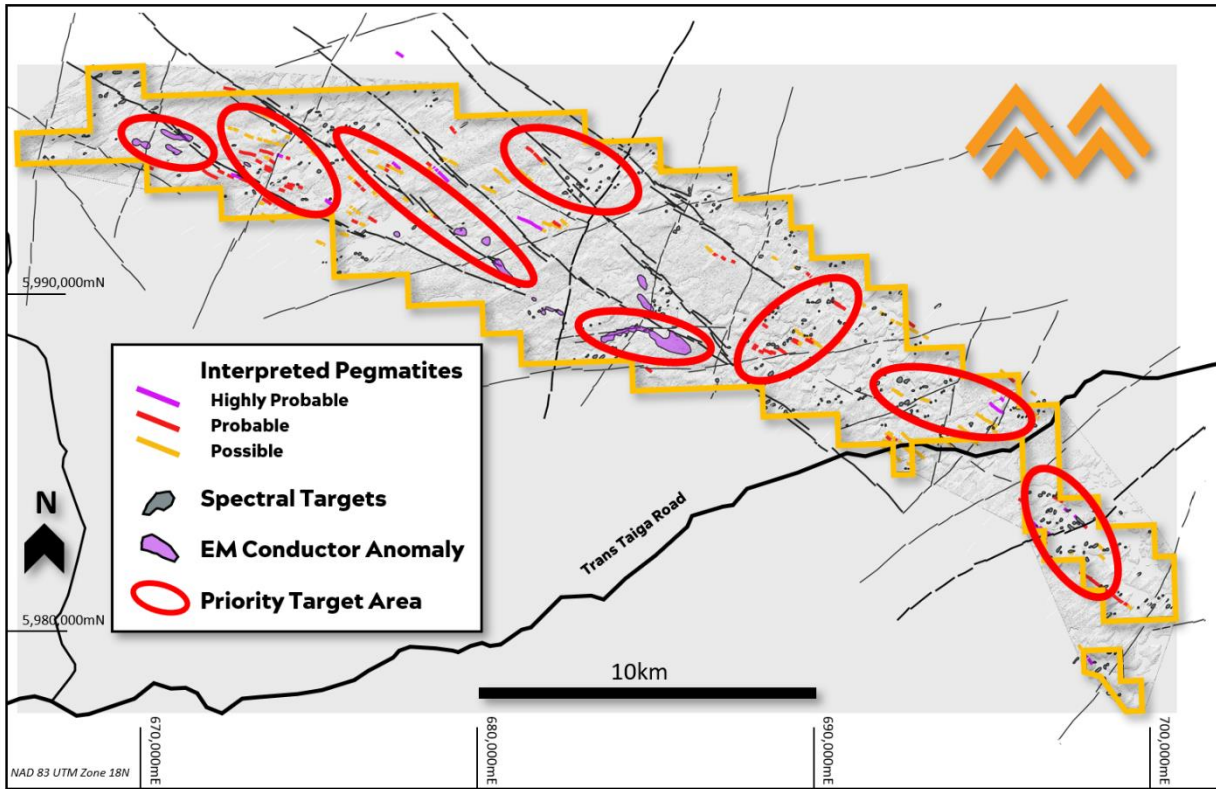 5,990,000mN
Interpreted Pegmatites
Highly Probable
Probable
Possible
Spectral Targets
EM Conductor Anomaly
Priority Target Area
N
Trans Taiga Road
5,980,000mN
10km
670,000mE
680,000mE
690,000mE
700,000mE
NAD 83 UTM Zone 18N